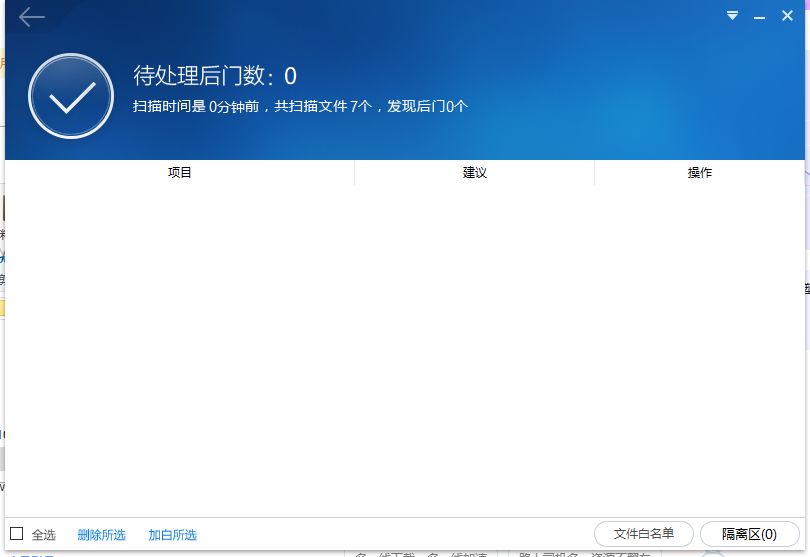 待处理后门数：0
扫描时间是 0分钟前，共扫描文件 7个，发现后门0个
项目
建议
操作
全选
删除所选
加白所选
文件白名单
隔离区(0)